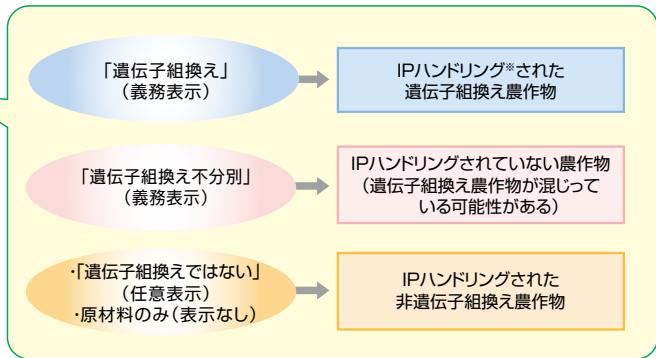 「遺伝子組換え」
（義務表示）
IPハンドリング※された
遺伝子組換え農作物
「遺伝子組換え不分別」
（義務表示）
IPハンドリングされていない農作物
（遺伝子組換え農作物が混じって
いる可能性がある）
・「遺伝子組換えではない」
（任意表示）
・原材料のみ（表示なし）
IPハンドリングされた
非遺伝子組換え農作物